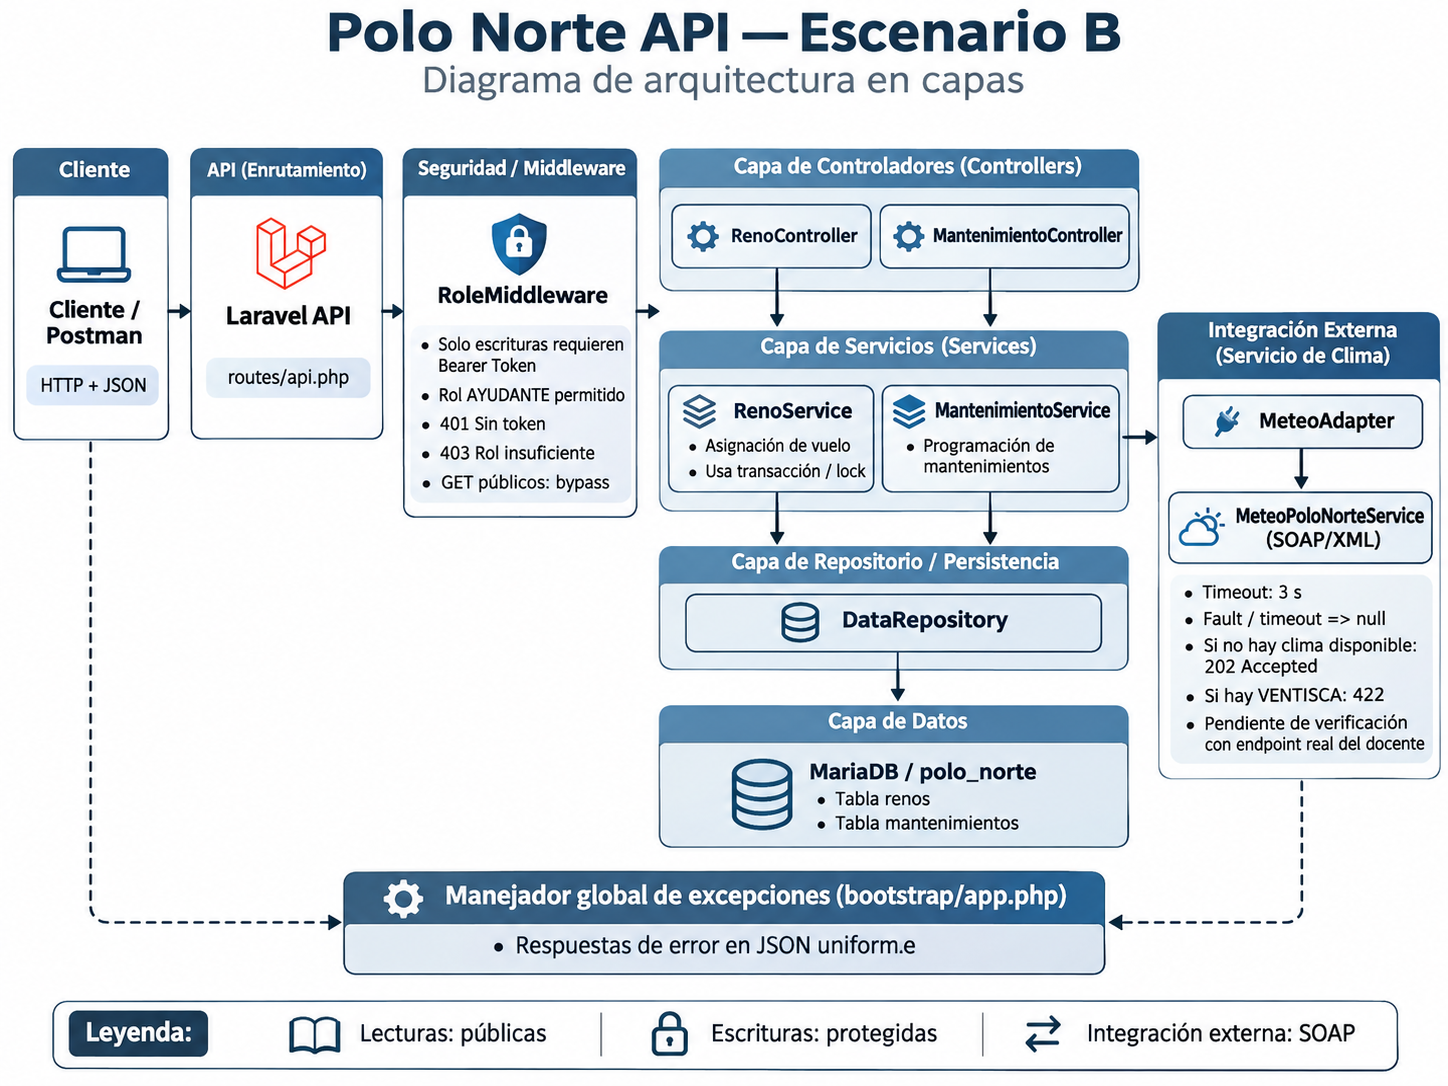 Polo Norte API — Escenario B
Diagrama de arquitectura en capas
Cliente
Cliente /
Postman
HTTP + JSON
API (Enrutamiento)
Laravel API
routes/api.php
Seguridad / Middleware
RoleMiddleware
• Solo escrituras requieren
Bearer Token
• Rol AYUDANTE permitido
• 401 Sin token
• 403 Rol insuficiente
• GET públicos: bypass
Capa de Controladores (Controllers)
RenoController
MantenimientoController
Capa de Servicios (Services)
RenoService
• Asignación de vuelo
• Usa transacción / lock
MantenimientoService
• Programación de
mantenimientos
Capa de Repositorio / Persistencia
DataRepository
Capa de Datos
MariaDB / polo_norte
• Tabla renos
• Tabla mantenimientos
Integración Externa
(Servicio de Clima)
MeteoAdapter
MeteoPoloNorteService
(SOAP/XML)
• Timeout: 3 s
• Fault / timeout => null
• Si no hay clima disponible:
202 Accepted
• Si hay VENTISCA: 422
• Pendiente de verificación
con endpoint real del docente
Manejador global de excepciones (bootstrap/app.php)
• Respuestas de error en JSON uniform.e
Leyenda:
Lecturas: públicas
Escrituras: protegidas
Integración externa: SOAP